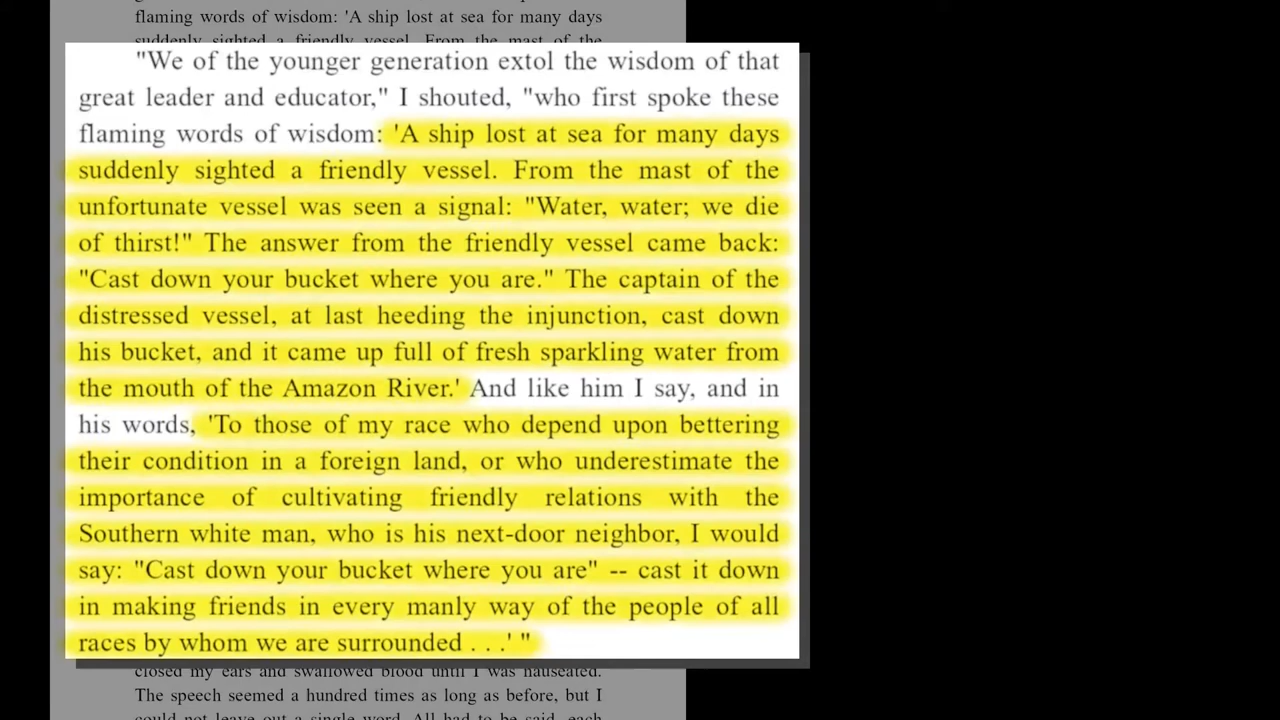 flaming words of wisdom: 'A ship lost at sea for many days
suddenly sighted a friendly vessel. From the mast of the
"We of the younger generation extol the wisdom of that
great leader and educator," I shouted, "who first spoke these
flaming words of wisdom: 'A ship lost at sea for many days
suddenly sighted a friendly vessel. From the mast of the
unfortunate vessel was seen a signal: "Water, water; we die
of thirst!" The answer from the friendly vessel came back:
"Cast down your bucket where you are." The captain of the
distressed vessel, at last heeding the injunction, cast down
his bucket, and it came up full of fresh sparkling water from
the mouth of the Amazon River.' And like him I say, and in
his words, 'To those of my race who depend upon bettering
their condition in a foreign land, or who underestimate the
importance of cultivating friendly relations with the
Southern white man, who is his next-door neighbor, I would
say: "Cast down your bucket where you are" -- cast it down
in making friends in every manly way of the people of all
races by whom we are surrounded . . .' "
closed my ears and swallowed blood until I was nauseated.
The speech seemed a hundred times as long as before, but I
could not leave out a single word. All had to be said, each